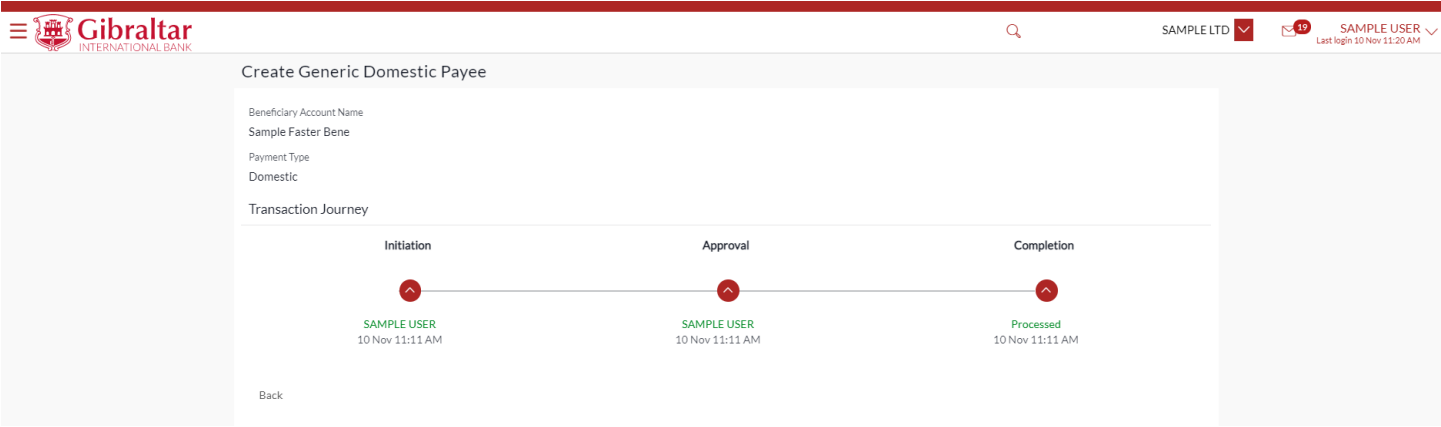 Gibraltar
INTERNATIONAL BANK
SAMPLE LTD
19
SAMPLE USER
Last login 10 Nov 11:20 AM
Create Generic Domestic Payee
Beneficiary Account Name
Sample Faster Bene
Payment Type
Domestic
Transaction Journey
Initiation Approval Completion
SAMPLE USER SAMPLE USER Processed
10 Nov 11:11 AM 10 Nov 11:11 AM 10 Nov 11:11 AM
Back